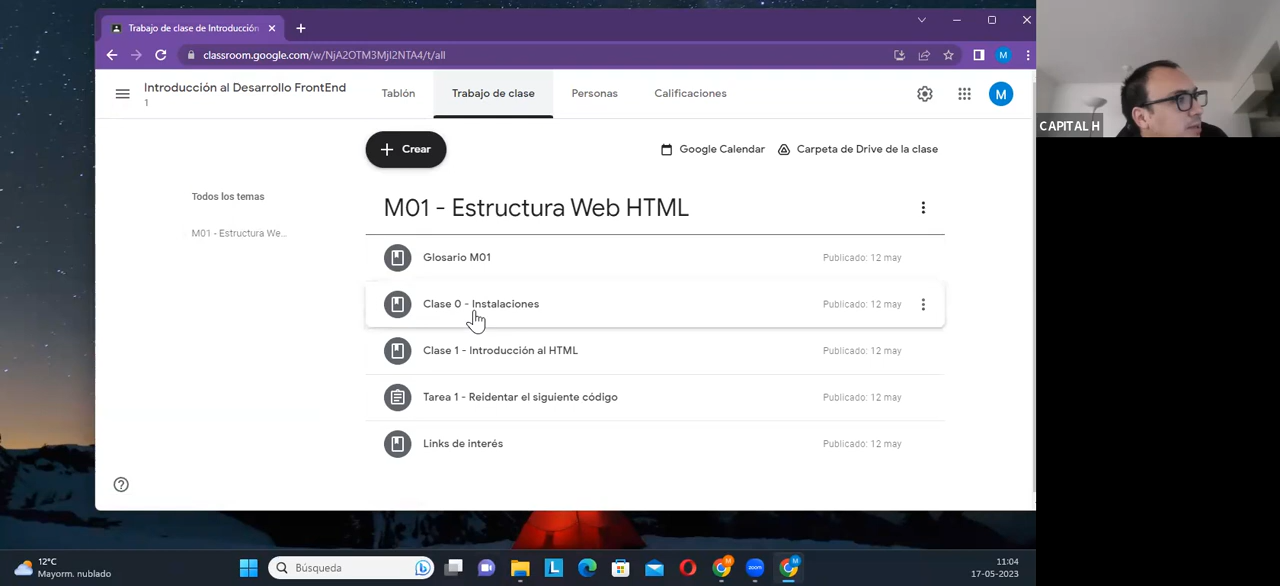 Trabajo de clase de Introducción
classroom.google.com/w/NjA2OTM3MjI2NTA4/t/all
M
Introducción al Desarrollo FrontEnd
1
Tablón
Trabajo de clase
Personas
Calificaciones
M
CAPITAL H
Crear
Google Calendar
Carpeta de Drive de la clase
Todos los temas
M01 - Estructura We...
M01 - Estructura Web HTML
Glosario M01
Publicado: 12 may
Clase 0 - Instalaciones
Publicado: 12 may
Clase 1 - Introducción al HTML
Publicado: 12 may
Tarea 1 - Reidentar el siguiente código
Publicado: 12 may
Links de interés
Publicado: 12 may
12°C
Mayorm. nublado
Búsqueda
zoom
11:04
17-05-2023